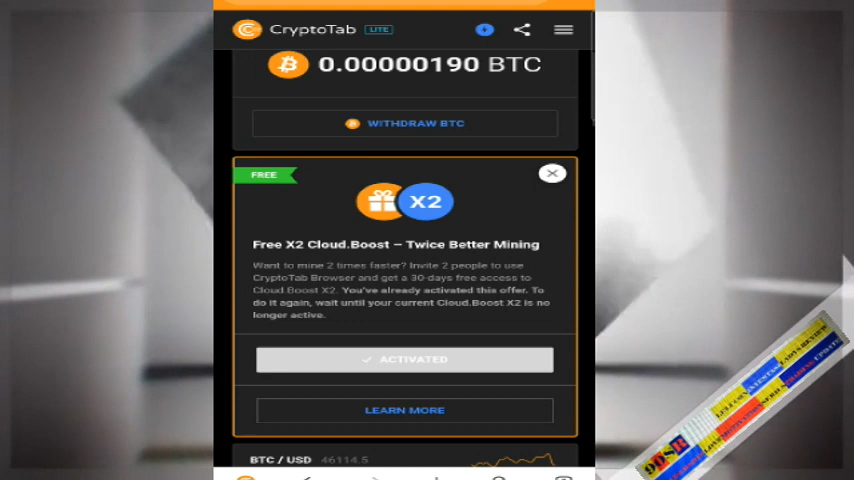 CryptoTab LITE
0.00000190 BTC
WITHDRAW BTC
FREE
X2
Free X2 Cloud.Boost – Twice Better Mining
Want to mine 2 times faster? Invite 2 people to use
CryptoTab Browser and get a 30-days free access to
Cloud.Boost X2. You've already activated this offer. To
do it again, wait until your current Cloud.Boost X2 is no
longer active.
ACTIVATED
LEARN MORE
BTC / USD 46114.5
90SR